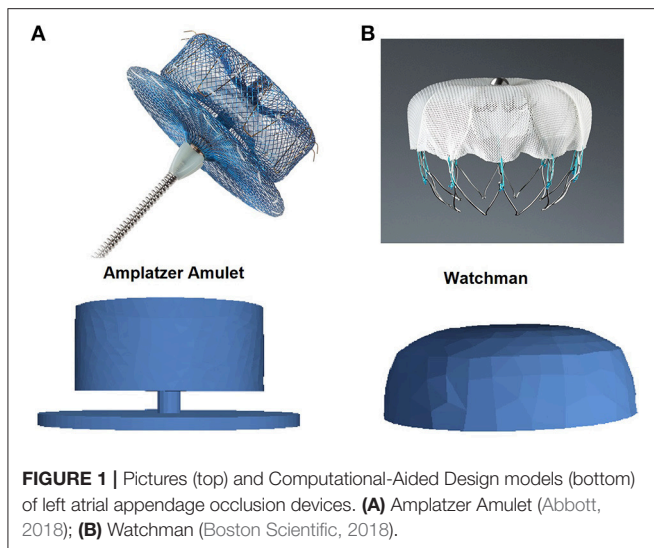 A
B
Amplatzer Amulet
Watchman
FIGURE 1 | Pictures (top) and Computational-Aided Design models (bottom)
of left atrial appendage occlusion devices. (A) Amplatzer Amulet (Abbott,
2018); (B) Watchman (Boston Scientific, 2018).